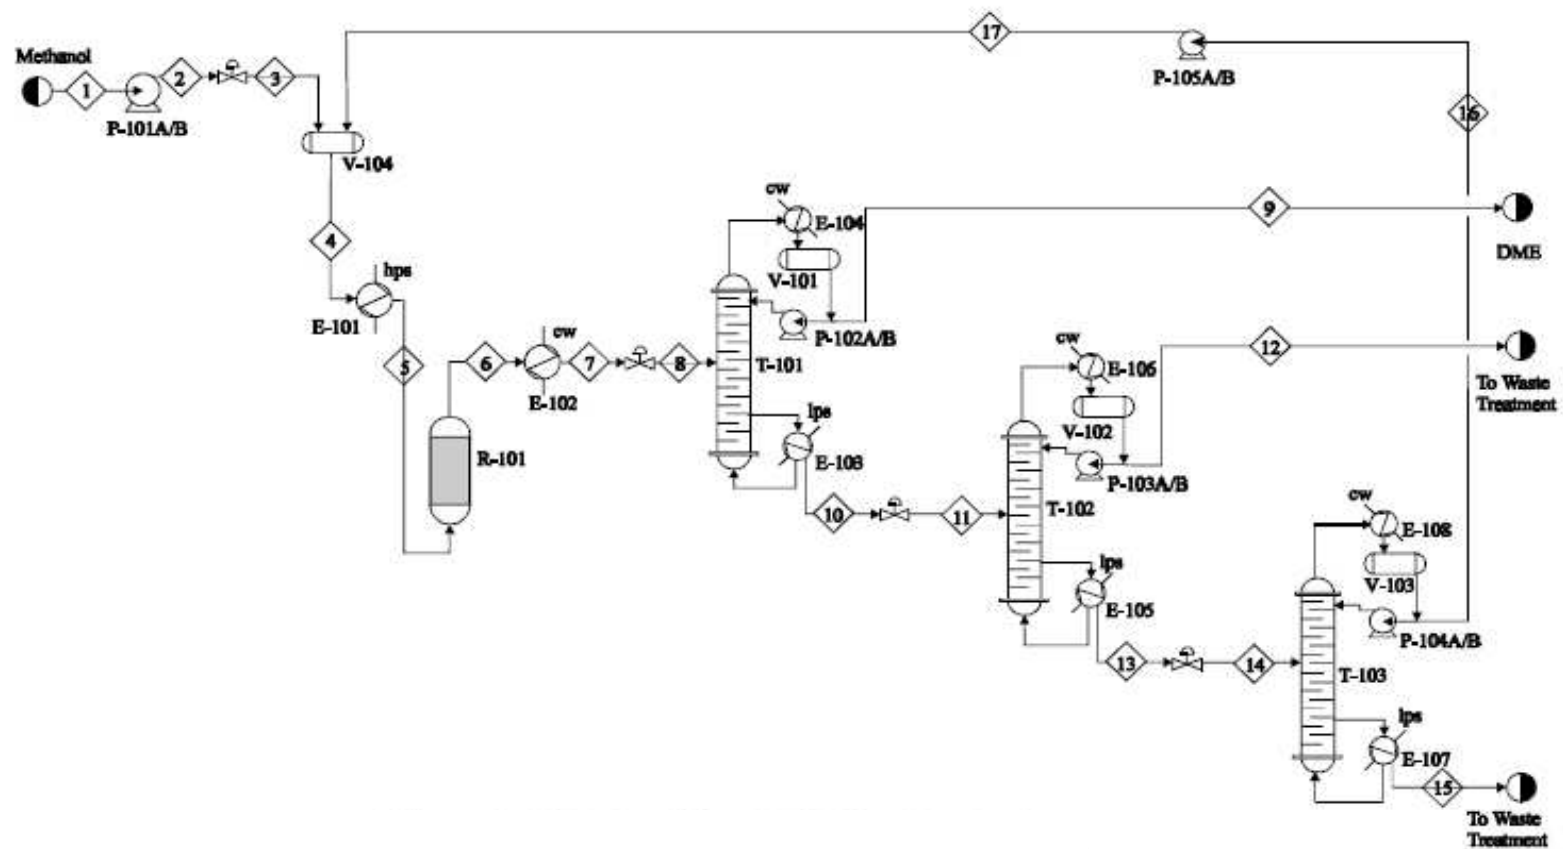 17
Methanol
1
2
3
P-101A/B
P-105A/B
16
V-104
cw
E-104
9
4
V-101
DME
hps
E-101
P-102A/B
cw
5
6
7
8
T-101
E-102
cw
E-106
12
To Waste
Treatment
lps
V-102
R-101
E-103
P-103A/B
10
11
T-102
cw
E-108
lps
V-103
E-105
P-104A/B
13
14
T-103
lps
E-107
15
To Waste
Treatment